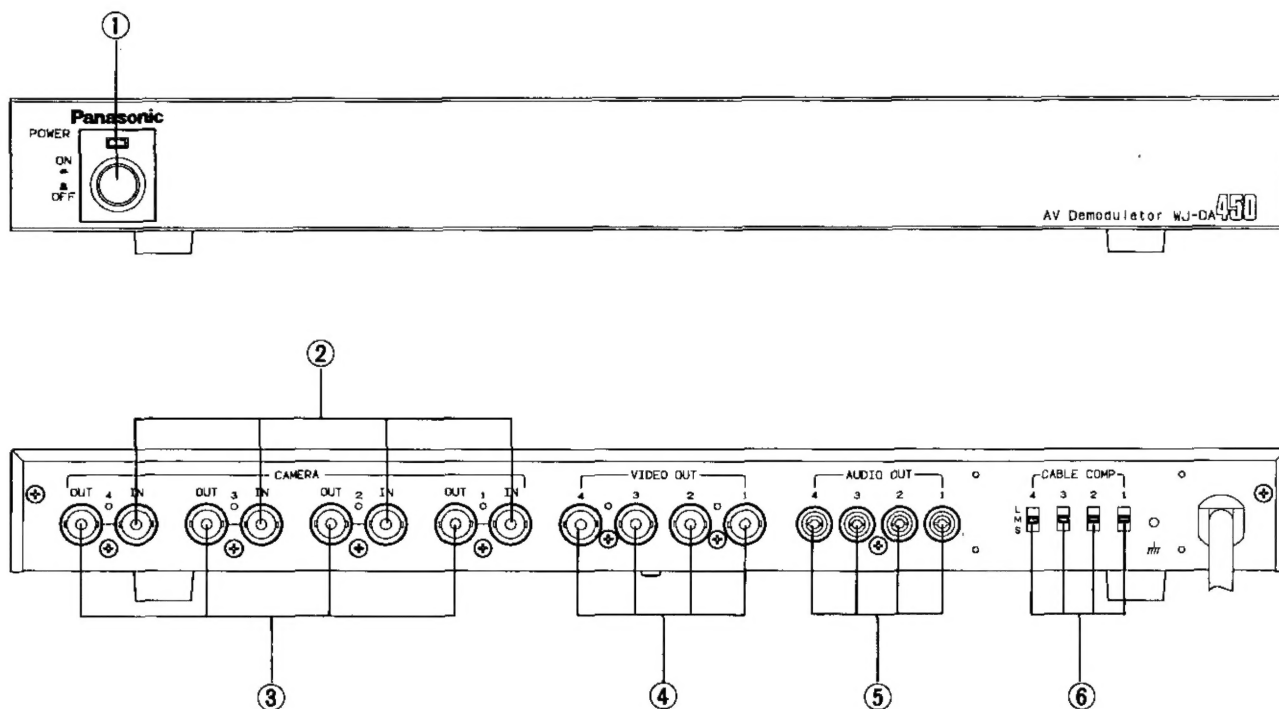 ①
Panasonic
POWER
ON
OFF
AV Demodulator WJ-DA450
②
CAMERA
VIDEO OUT
AUDIO OUT
CABLE COMP
OUT 4 IN OUT 3 IN OUT 2 IN OUT 1 IN
4 3 2 1
4 3 2 1
4 3 2 1
L
M
S
③
④
⑤
⑥